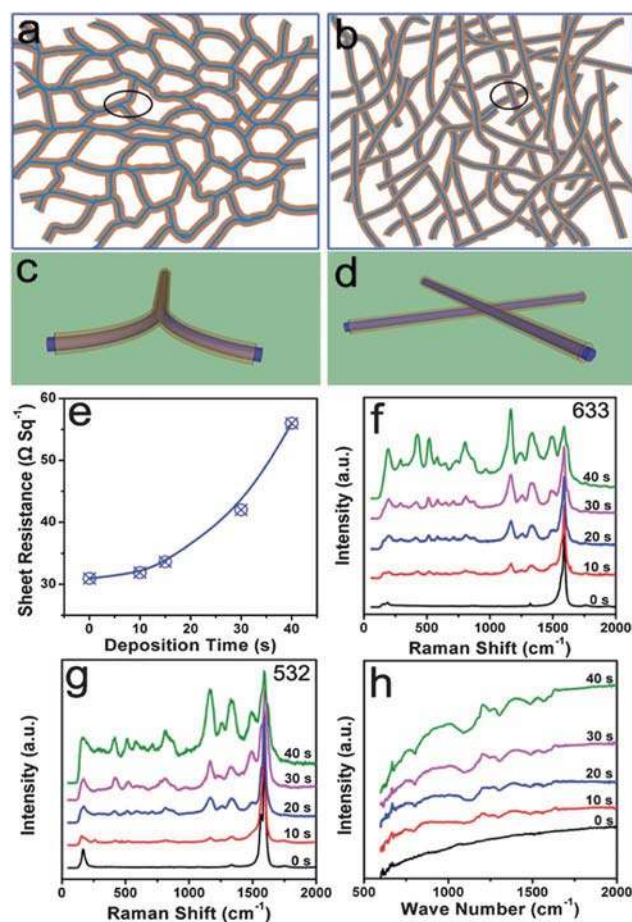 a
b
c
d
e
Sheet Resistance (Ω Sq⁻¹)
60
50
40
30
0 10 20 30 40
Deposition Time (s)
f
633
Intensity (a.u.)
40 s
30 s
20 s
10 s
0 s
0 500 1000 1500 2000
Raman Shift (cm⁻¹)
g
532
Intensity (a.u.)
40 s
30 s
20 s
10 s
0 s
0 500 1000 1500 2000
Raman Shift (cm⁻¹)
h
Intensity (a.u.)
40 s
30 s
20 s
10 s
0 s
500 1000 1500 2000
Wave Number (cm⁻¹)